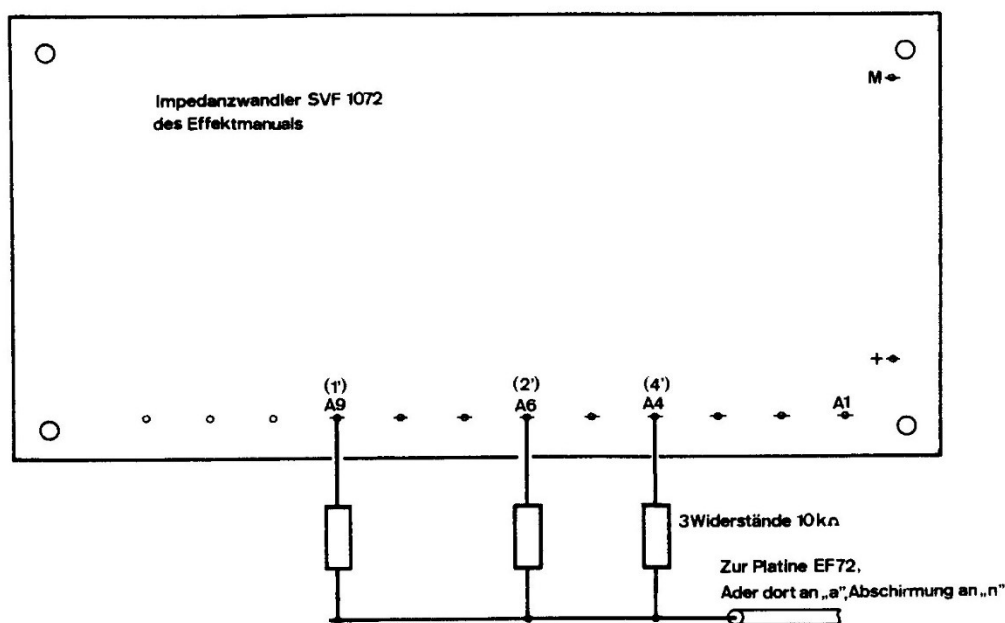 Impedanzwandler SVF 1072
des Effektmanuals
M
+
(1') (2') (4')
A9 A6 A4 A1
3Widerstände 10kΩ
Zur Platine EF72,
Ader dort an „a", Abschirmung an „n"